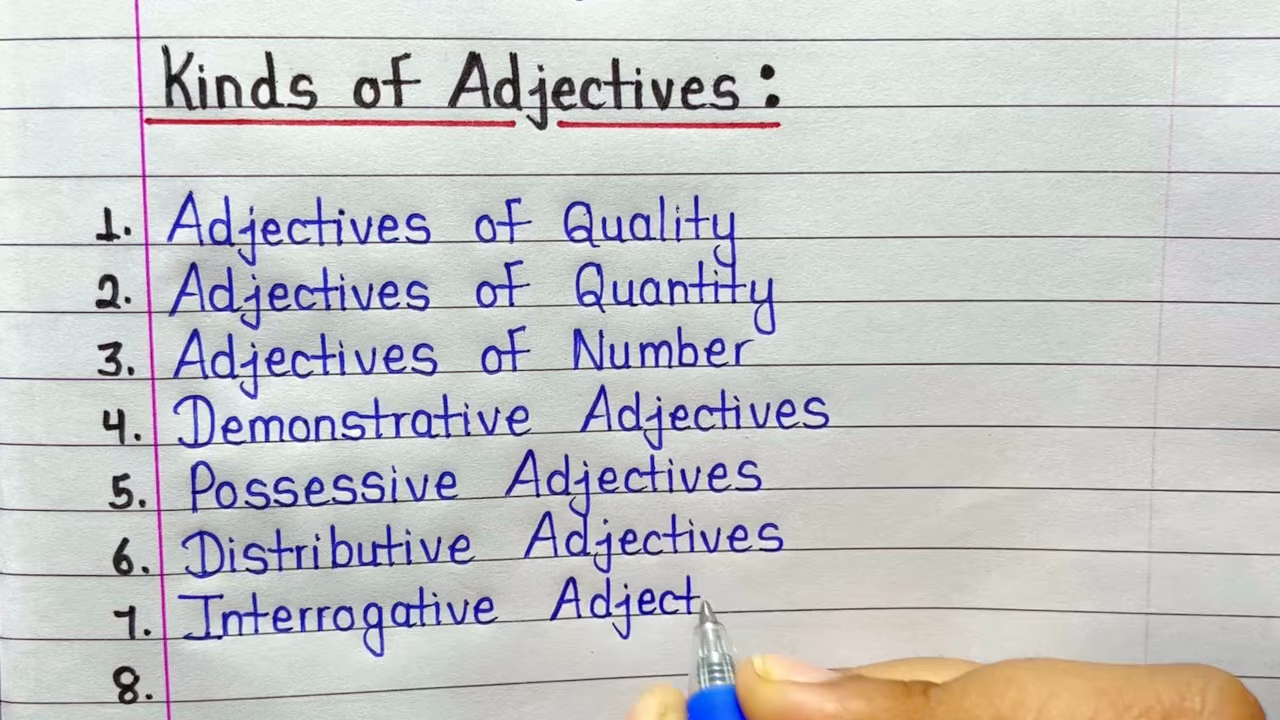 Kinds of Adjectives:
1. Adjectives of Quality
2. Adjectives of Quantity
3. Adjectives of Number
4. Demonstrative Adjectives
5. Possessive Adjectives
6. Distributive Adjectives
7. Interrogative Adject
8.